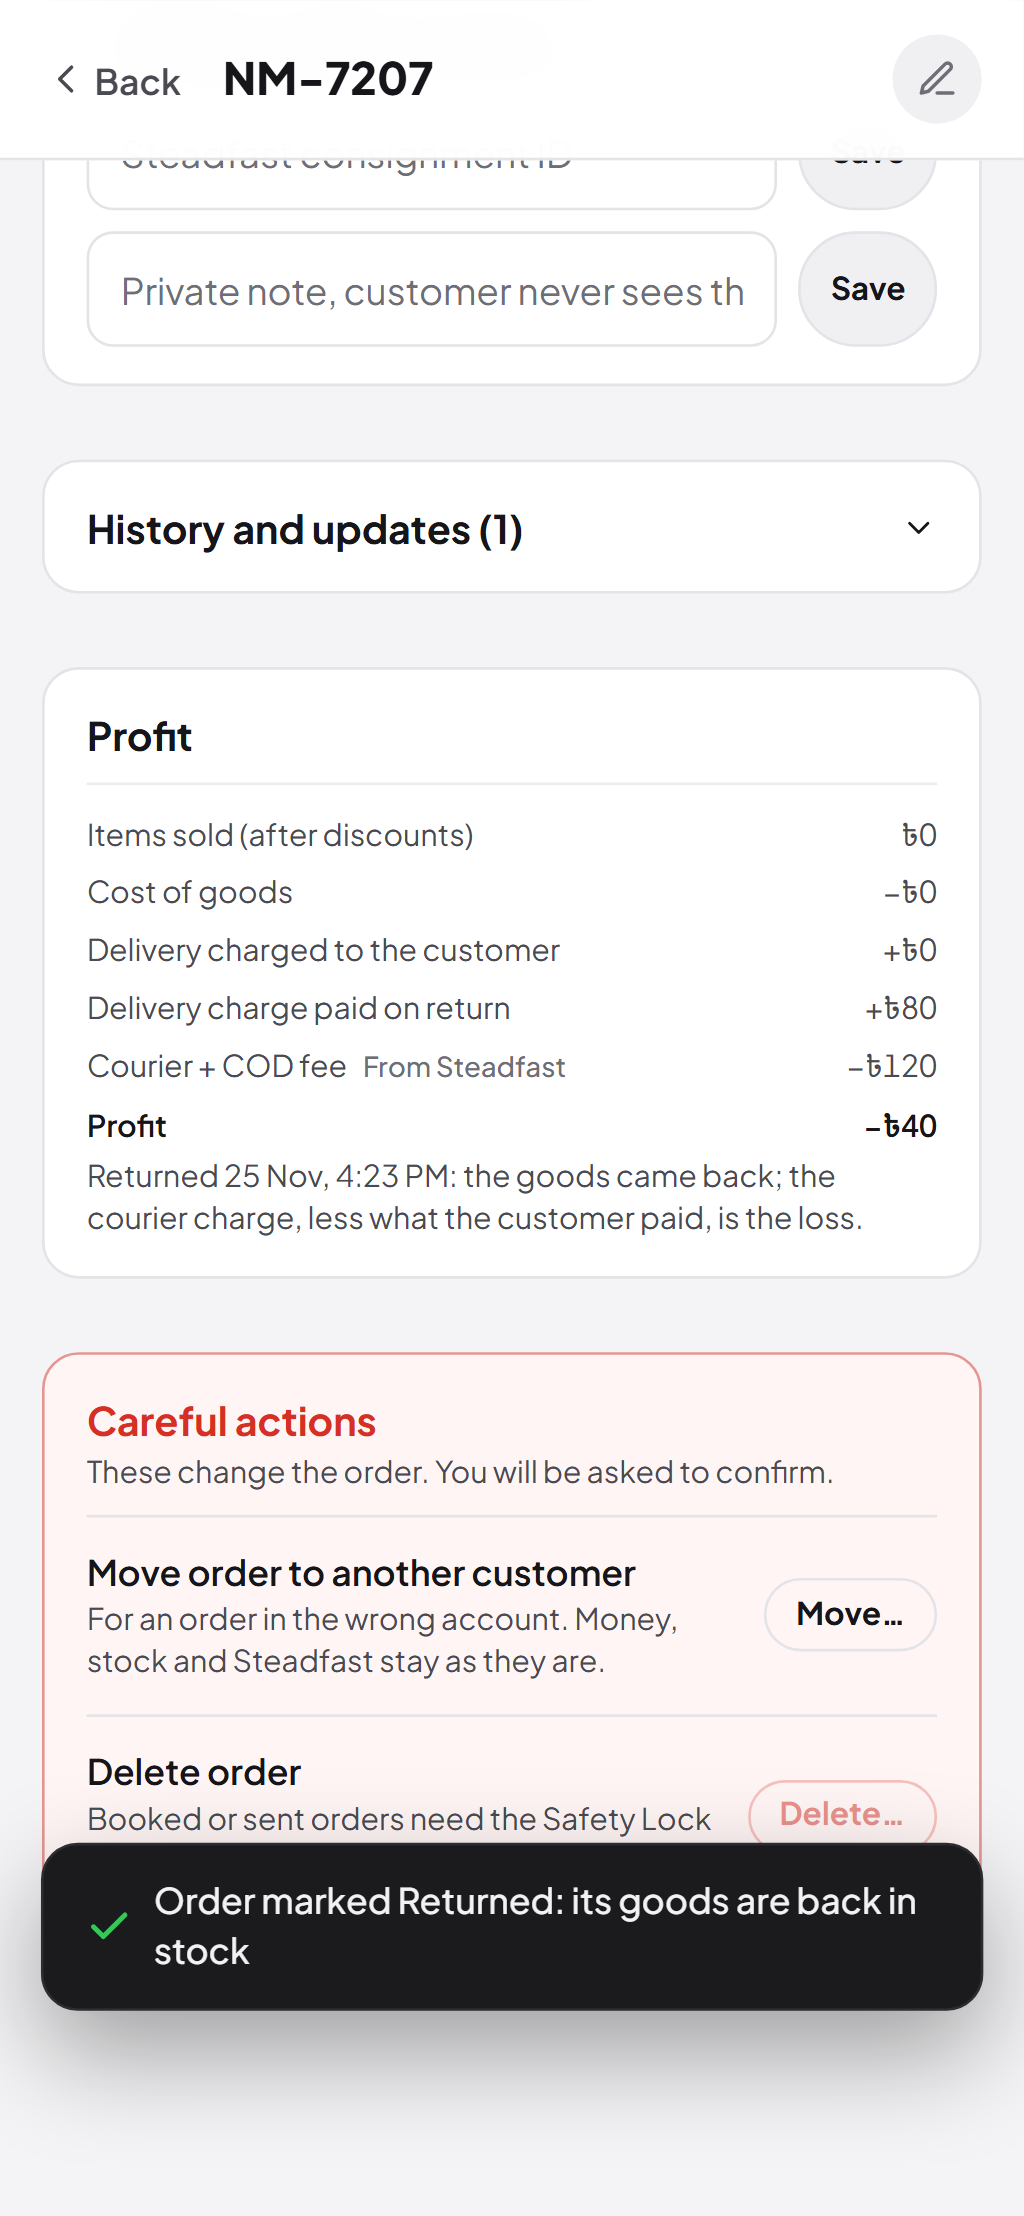 Back NM-7207
Steadfast consignment ID Save
Private note, customer never sees th Save
History and updates (1)
Profit
Items sold (after discounts) ৳0
Cost of goods −৳0
Delivery charged to the customer +৳0
Delivery charge paid on return +৳80
Courier + COD fee From Steadfast −৳120
Profit −৳40
Returned 25 Nov, 4:23 PM: the goods came back; the
courier charge, less what the customer paid, is the loss.
Careful actions
These change the order. You will be asked to confirm.
Move order to another customer
For an order in the wrong account. Money,
stock and Steadfast stay as they are.
Move…
Delete order
Booked or sent orders need the Safety Lock
Delete…
Order marked Returned: its goods are back in
stock